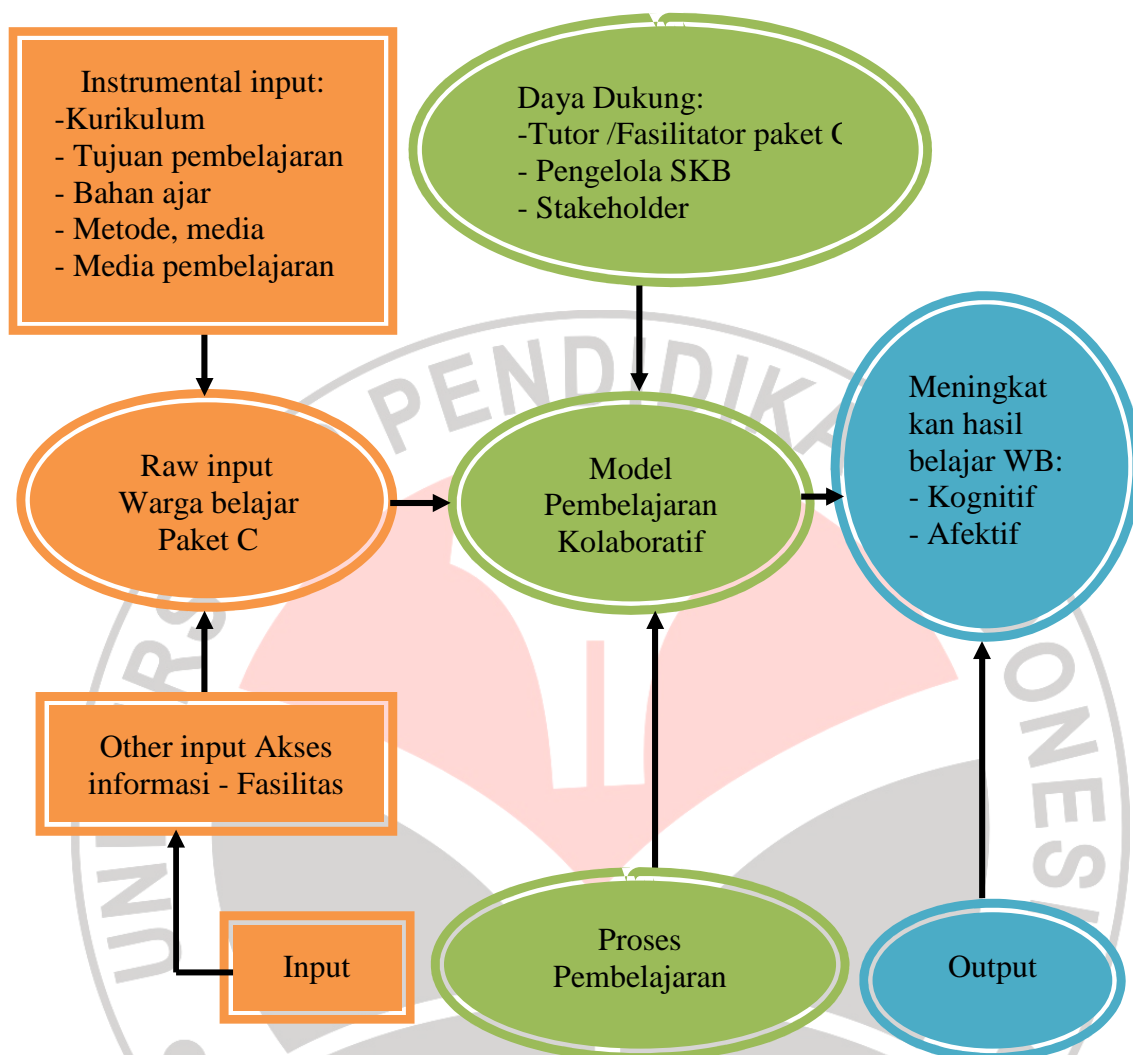 Instrumental input:
-Kurikulum
- Tujuan pembelajaran
- Bahan ajar
- Metode, media
- Media pembelajaran
Daya Dukung:
-Tutor /Fasilitator paket C
- Pengelola SKB
- Stakeholder
Raw input
Warga belajar
Paket C
Model
Pembelajaran
Kolaboratif
Meningkat
kan hasil
belajar WB:
- Kognitif
- Afektif
Other input Akses
informasi - Fasilitas
Input
Proses
Pembelajaran
Output